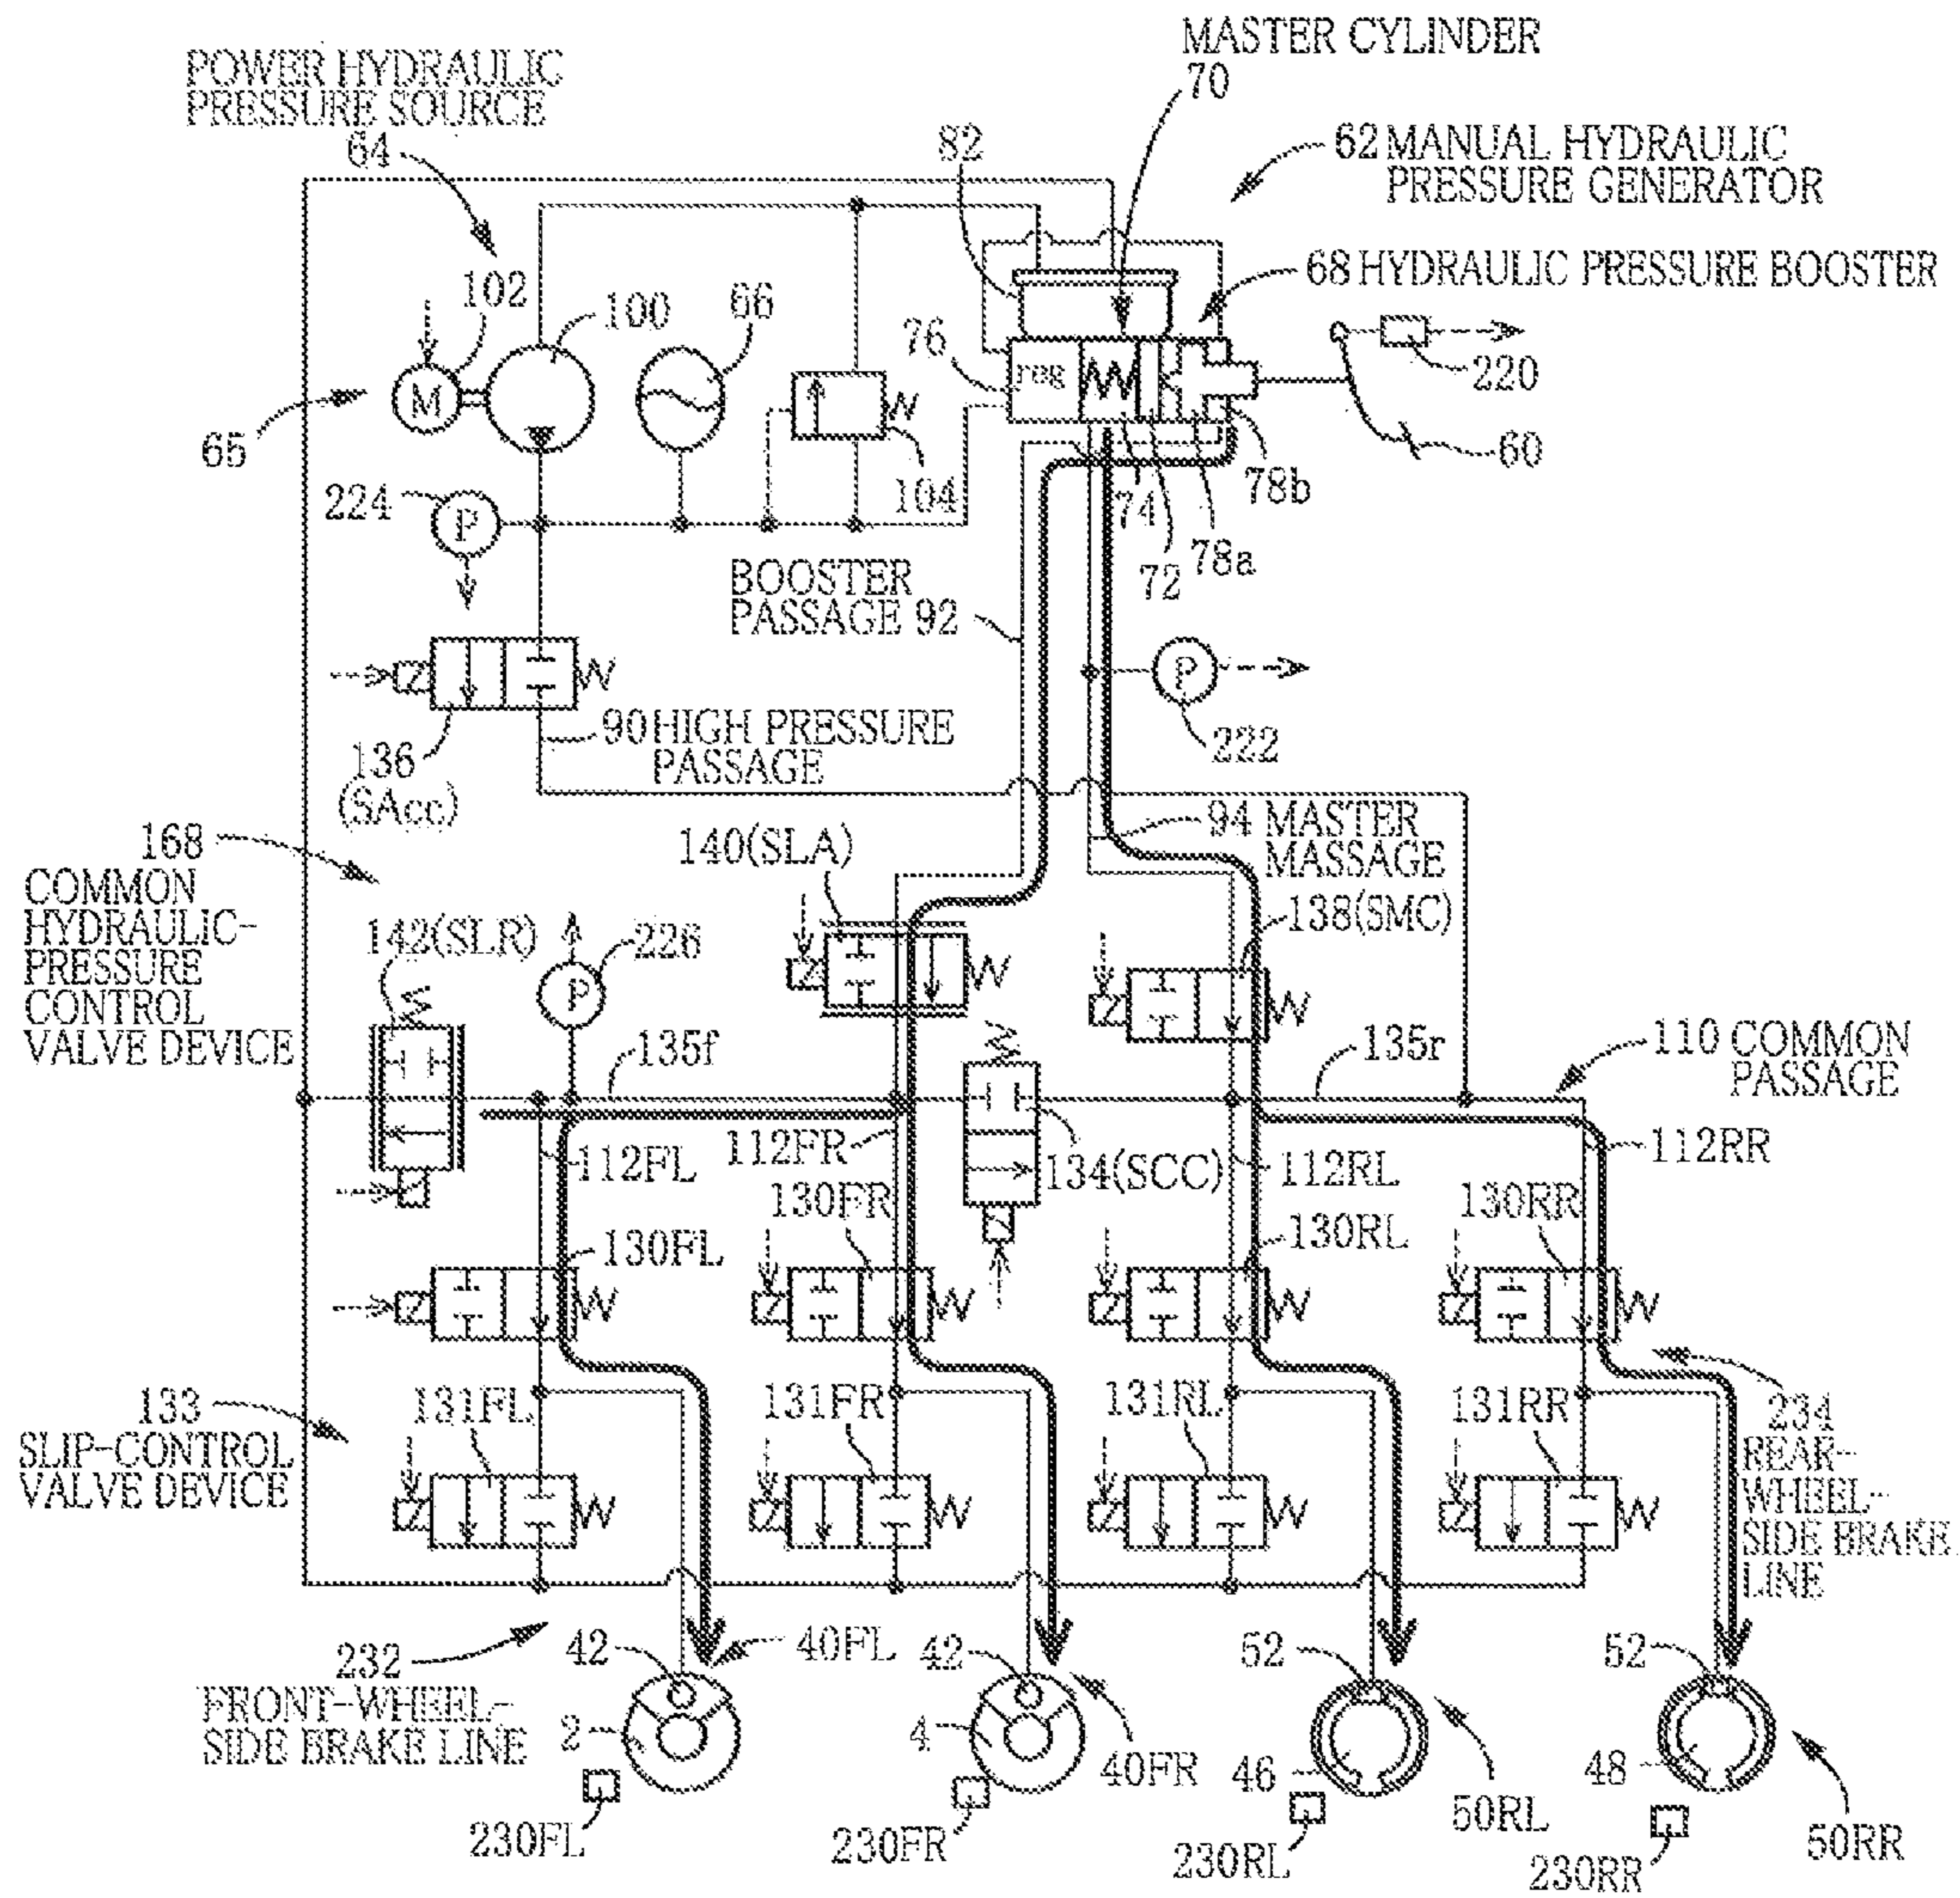 MASTER CYLINDER
70
POWER HYDRAULIC
PRESSURE SOURCE
64
82
62 MANUAL HYDRAULIC
PRESSURE GENERATOR
68 HYDRAULIC PRESSURE BOOSTER
102
100
66
76
reg
M
220
65
104
60
78b
224
P
74
78a
72
BOOSTER
PASSAGE 92
P
222
90 HIGH PRESSURE
PASSAGE
136
(SAcc)
94 MASTER
MASSAGE
168
COMMON
HYDRAULIC-
PRESSURE
CONTROL
VALVE DEVICE
140(SLA)
142(SLR)
226
P
138(SMC)
135f
135r
110 COMMON
PASSAGE
112FL
112FR
134(SCC)
112RL
112RR
130FL
130FR
130RL
130RR
133
SLIP-CONTROL
VALVE DEVICE
131FL
131FR
131RL
131RR
234
REAR-
WHEEL-
SIDE BRAKE
LINE
232
FRONT-WHEEL-
SIDE BRAKE LINE
42
40FL
42
52
52
2
4
40FR
46
50RL
48
50RR
230FL
230FR
230RL
230RR